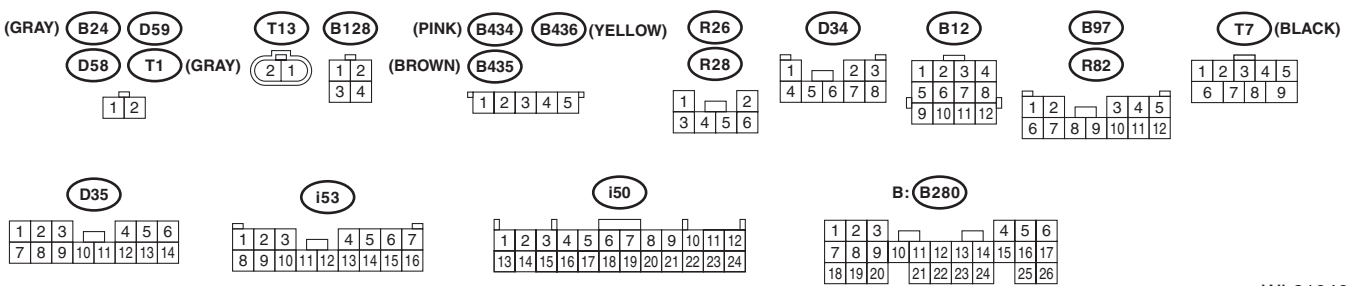 (GRAY) B24 D59 T13 B128 (PINK) B434 B436 (YELLOW) R26 D34 B12 B97 T7 (BLACK)
D58 T1 (GRAY) (BROWN) B435 R28 R82
1 2
2 1
1 2
3 4
1 2 3 4 5
1 2
3 4 5 6
1 2 3
4 5 6 7 8
1 2 3 4
5 6 7 8
9 10 11 12
1 2 3 4 5
6 7 8 9 10 11 12
1 2 3 4 5
6 7 8 9
D35 i53 i50 B: B280
1 2 3 4 5 6
7 8 9 10 11 12 13 14
1 2 3 4 5 6 7
8 9 10 11 12 13 14 15 16
1 2 3 4 5 6 7 8 9 10 11 12
13 14 15 16 17 18 19 20 21 22 23 24
1 2 3 4 5 6
7 8 9 10 11 12 13 14 15 16 17
18 19 20 21 22 23 24 25 26